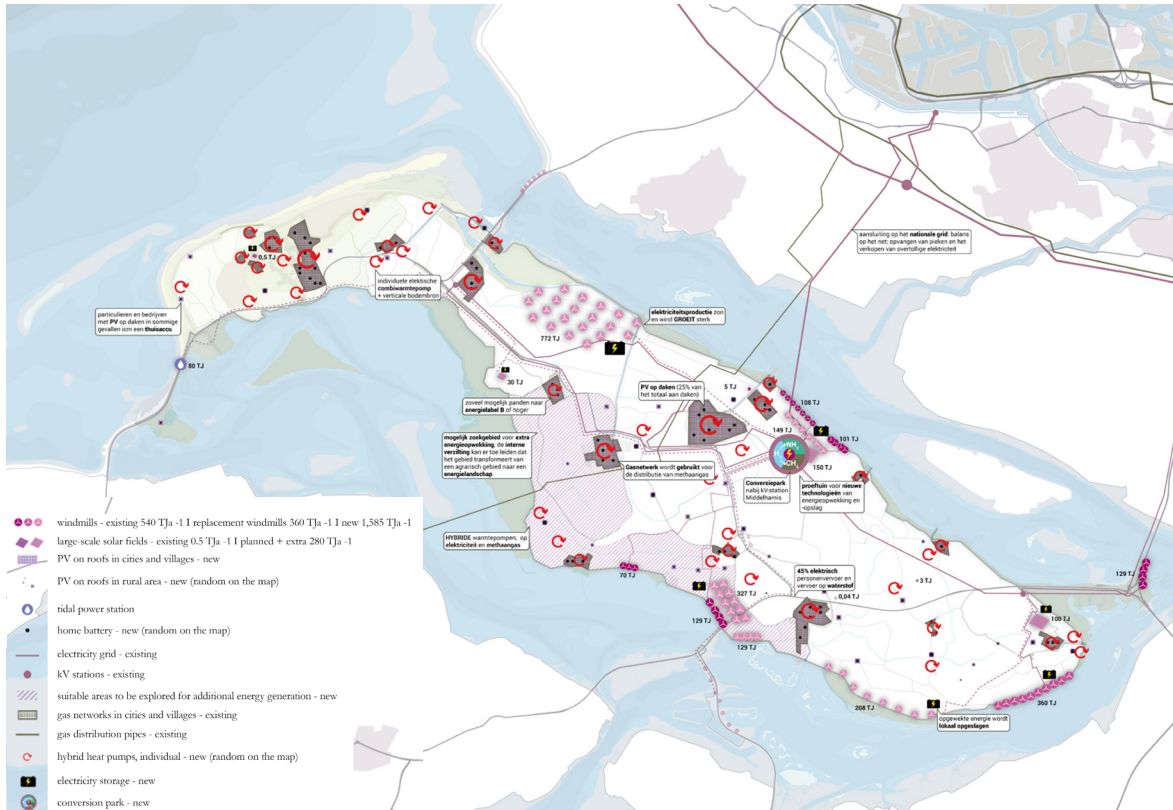 aansluiting op het nationale grid: balans
op het net; opvangen van pieken en het
verkopen van overtollige elektriciteit
0,5 TJ
individuele elektische
combiwarmtepomp
+ verticale bodembron
particulieren en bedrijven
met PV op daken in sommige
gevallen icm een thuisaccu.
80 TJ
elektriciteitsproductie zon
en wind GROEIT sterk
772 TJ
30 TJ
zoveel mogelijk panden naar
energielabel B of hoger
PV op daken (25% van
het totaal aan daken)
5 TJ
108 TJ
149 TJ
101 TJ
150 TJ
NH
H
CH
mogelijk zoekgebied voor extra
energieopwekking; de interne
verzilting kan er toe leiden dat
het gebied transformeert van
een agrarisch gebied naar een
energielandschap
Gasnetwerk wordt gebruikt voor
de distributie van methaangas
Conversiepark
nabij kV-station
Middelharnis
proeftuin voor nieuwe
technologieën van
energieopwekking en
-opslag
HYBRIDE warmtepompen; op
elektriciteit en methaangas
70 TJ
45% elektrisch
personenvervoer en
vervoer op waterstof
327 TJ
0,04 TJ
3 TJ
129 TJ
129 TJ
129 TJ
100 TJ
208 TJ
360 TJ
opgewekte energie wordt
lokaal opgeslagen
windmills - existing 540 TJa -1 I replacement windmills 360 TJa -1 I new 1,585 TJa -1
large-scale solar fields - existing 0.5 TJa -1 I planned + extra 280 TJa -1
PV on roofs in cities and villages - new
PV on roofs in rural area - new (random on the map)
tidal power station
home battery - new (random on the map)
electricity grid - existing
kV stations - existing
suitable areas to be explored for additional energy generation - new
gas networks in cities and villages - existing
gas distribution pipes - existing
hybrid heat pumps, individual - new (random on the map)
electricity storage - new
conversion park - new